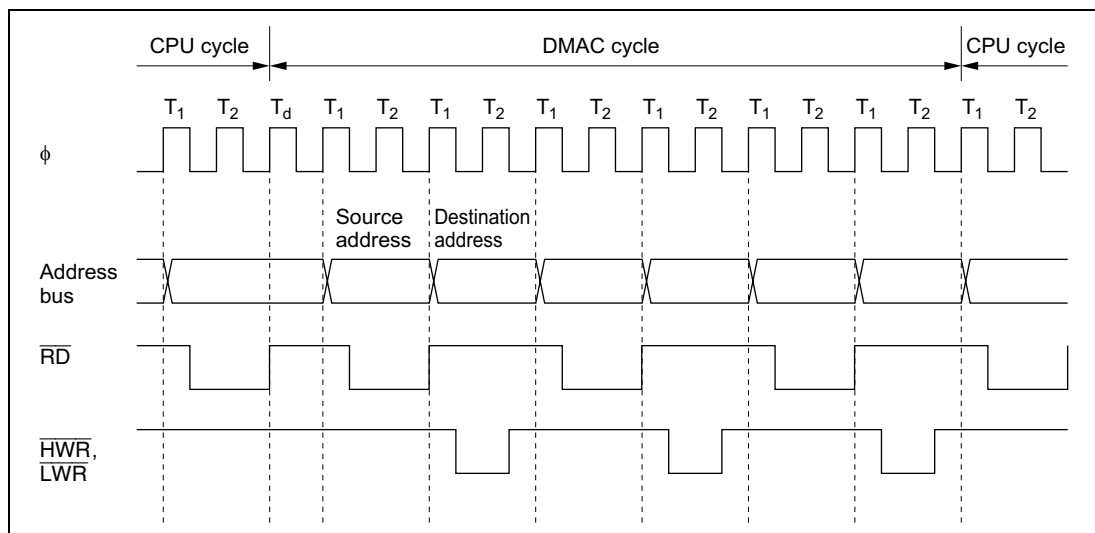 CPU cycle DMAC cycle CPU cycle
T1 T2 Td T1 T2 T1 T2 T1 T2 T1 T2 T1 T2 T1 T2 T1 T2
φ
Source address
Destination address
Address bus
RD
HWR,
LWR